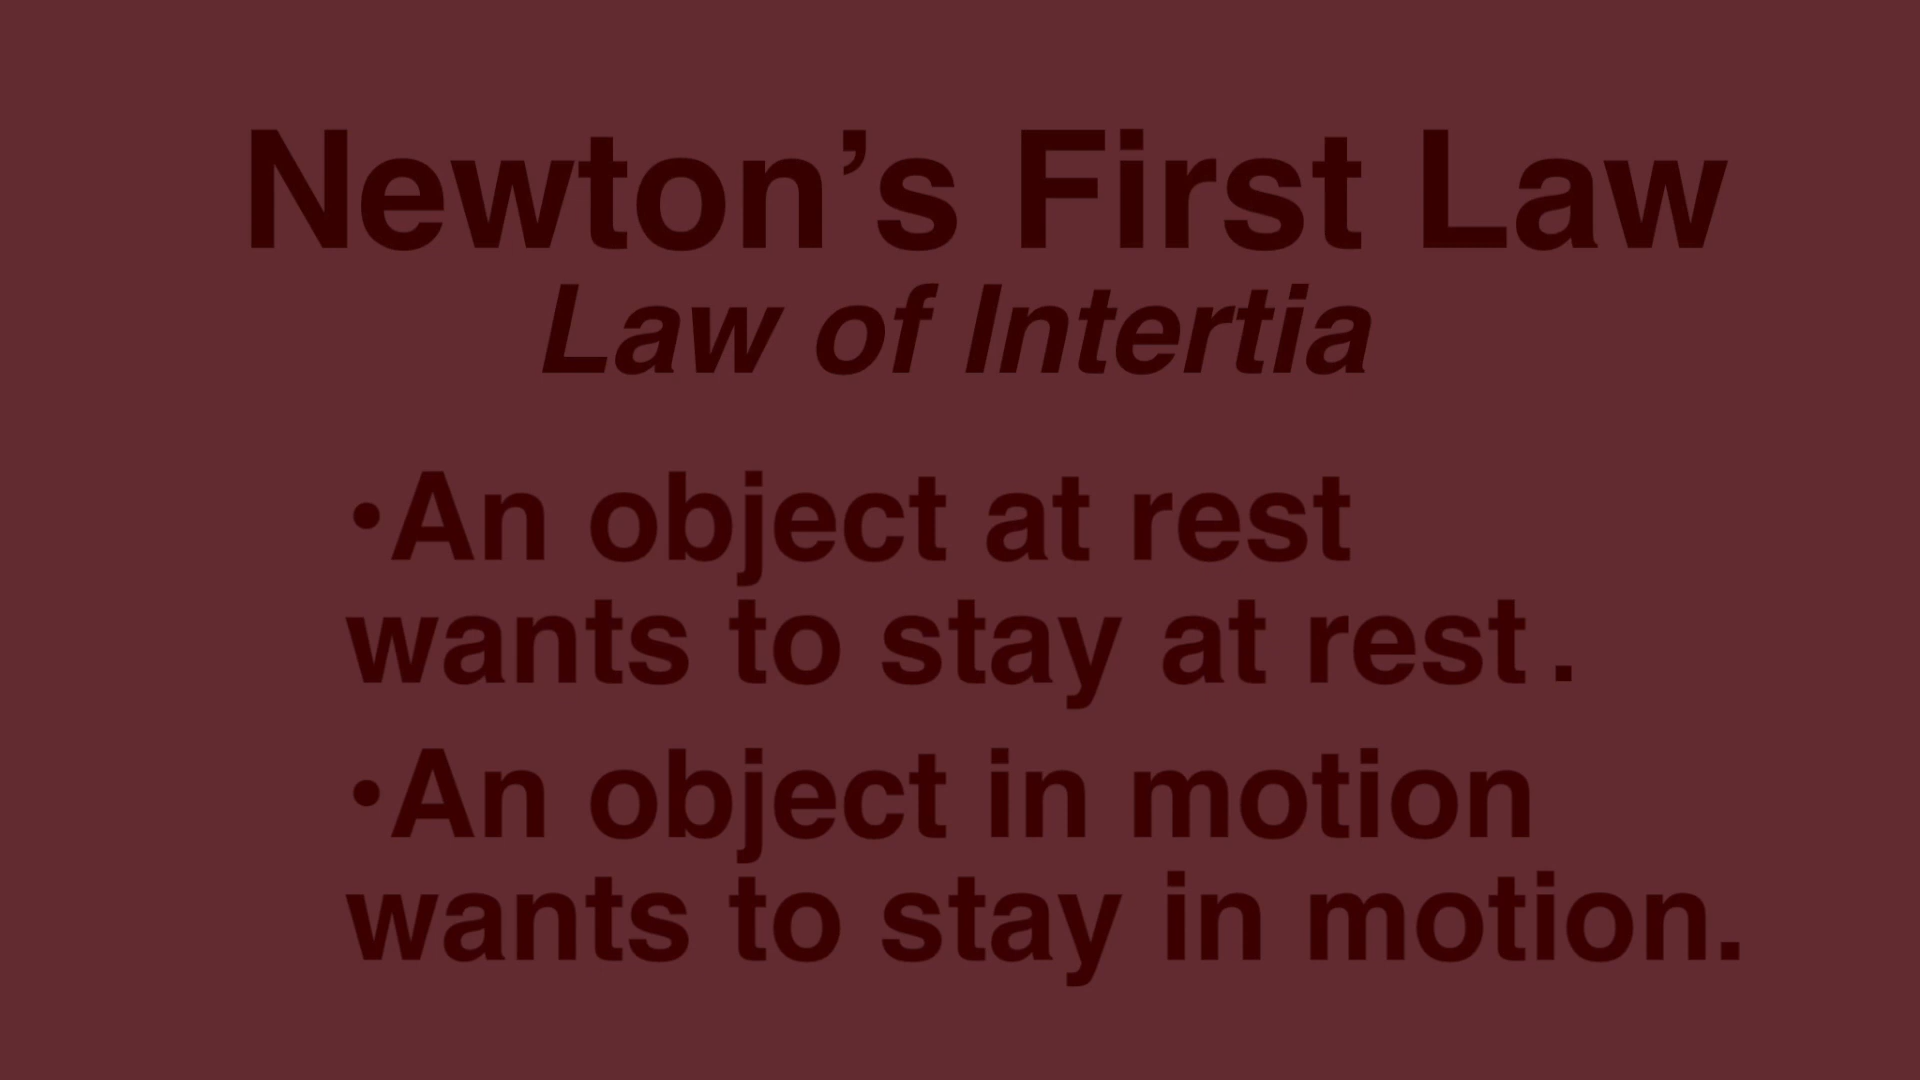 Newton’s First Law
Law of Intertia
•An object at rest
wants to stay at rest .
•An object in motion
wants to stay in motion.